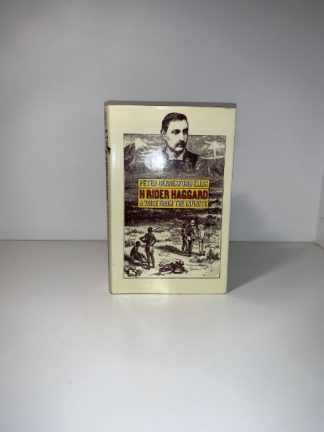 PETER BERRESFORD ELLIS
H RIDER HAGGARD
A VOICE FROM THE INFINITE